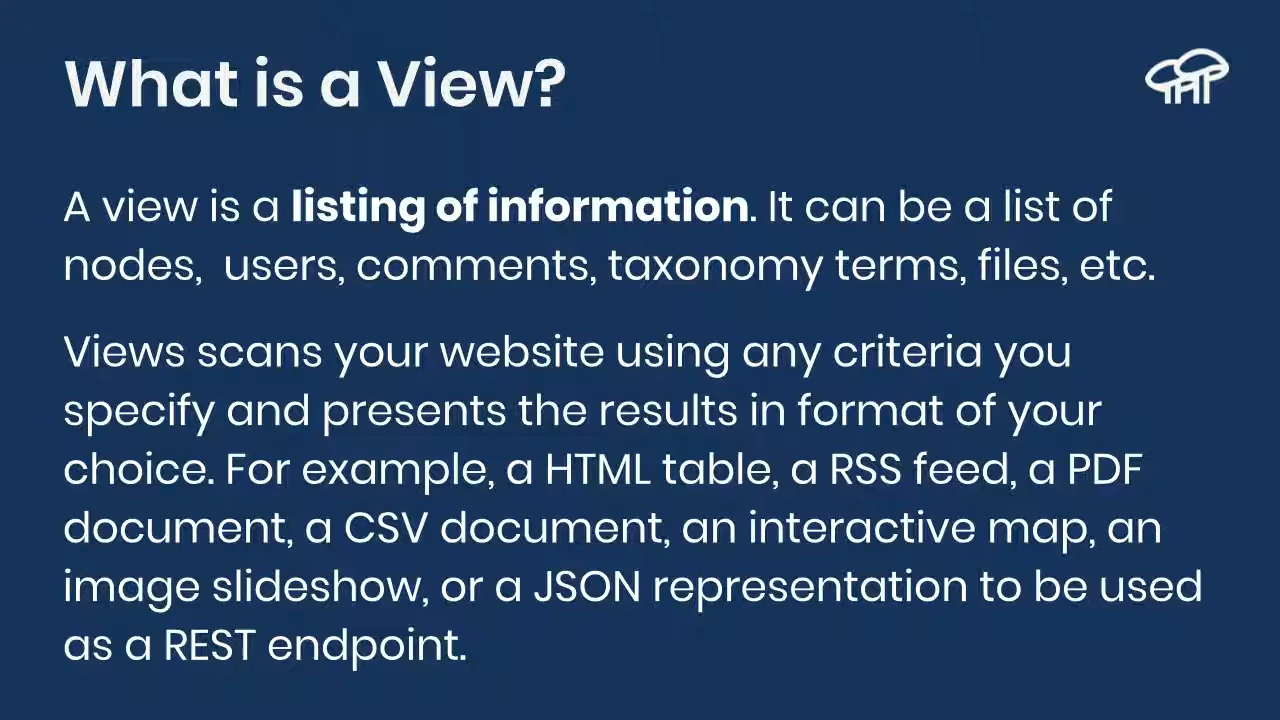 What is a View?
A view is a listing of information. It can be a list of
nodes,  users, comments, taxonomy terms, files, etc.
Views scans your website using any criteria you
specify and presents the results in format of your
choice. For example, a HTML table, a RSS feed, a PDF
document, a CSV document, an interactive map, an
image slideshow, or a JSON representation to be used
as a REST endpoint.